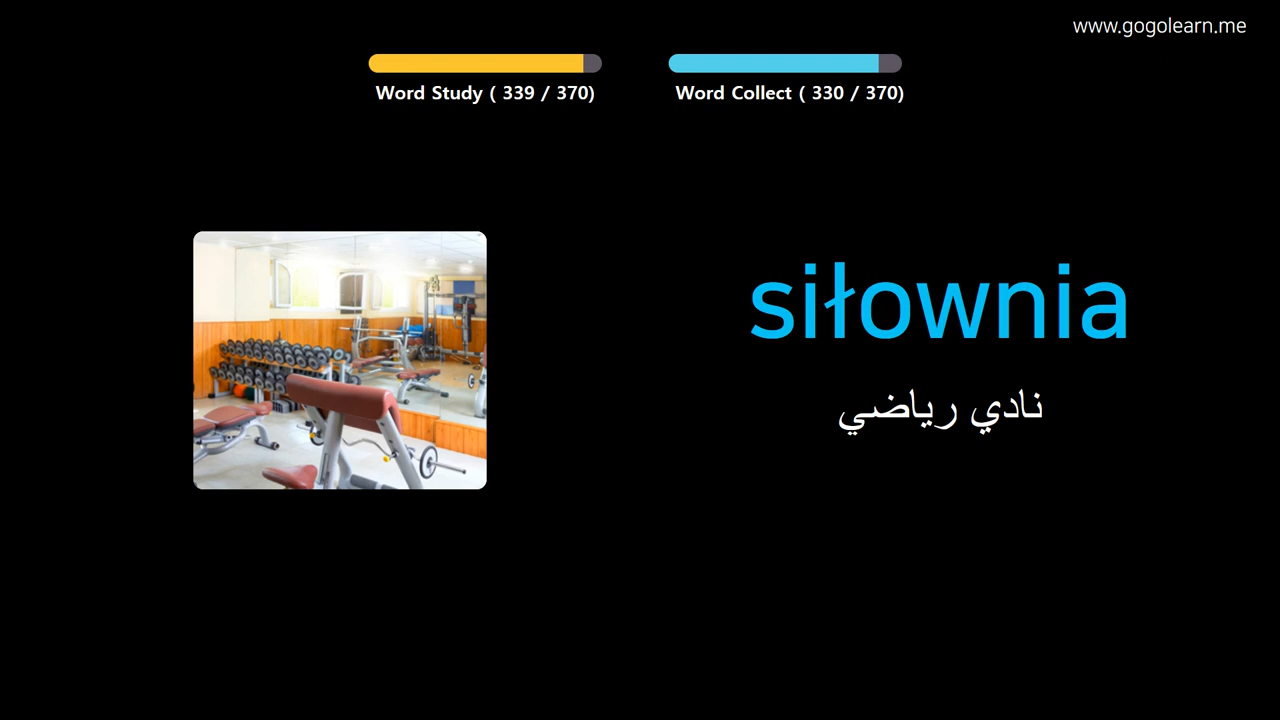 www.gogolearn.me
Word Study ( 339 / 370)
Word Collect ( 330 / 370)
siłownia
نادي رياضي